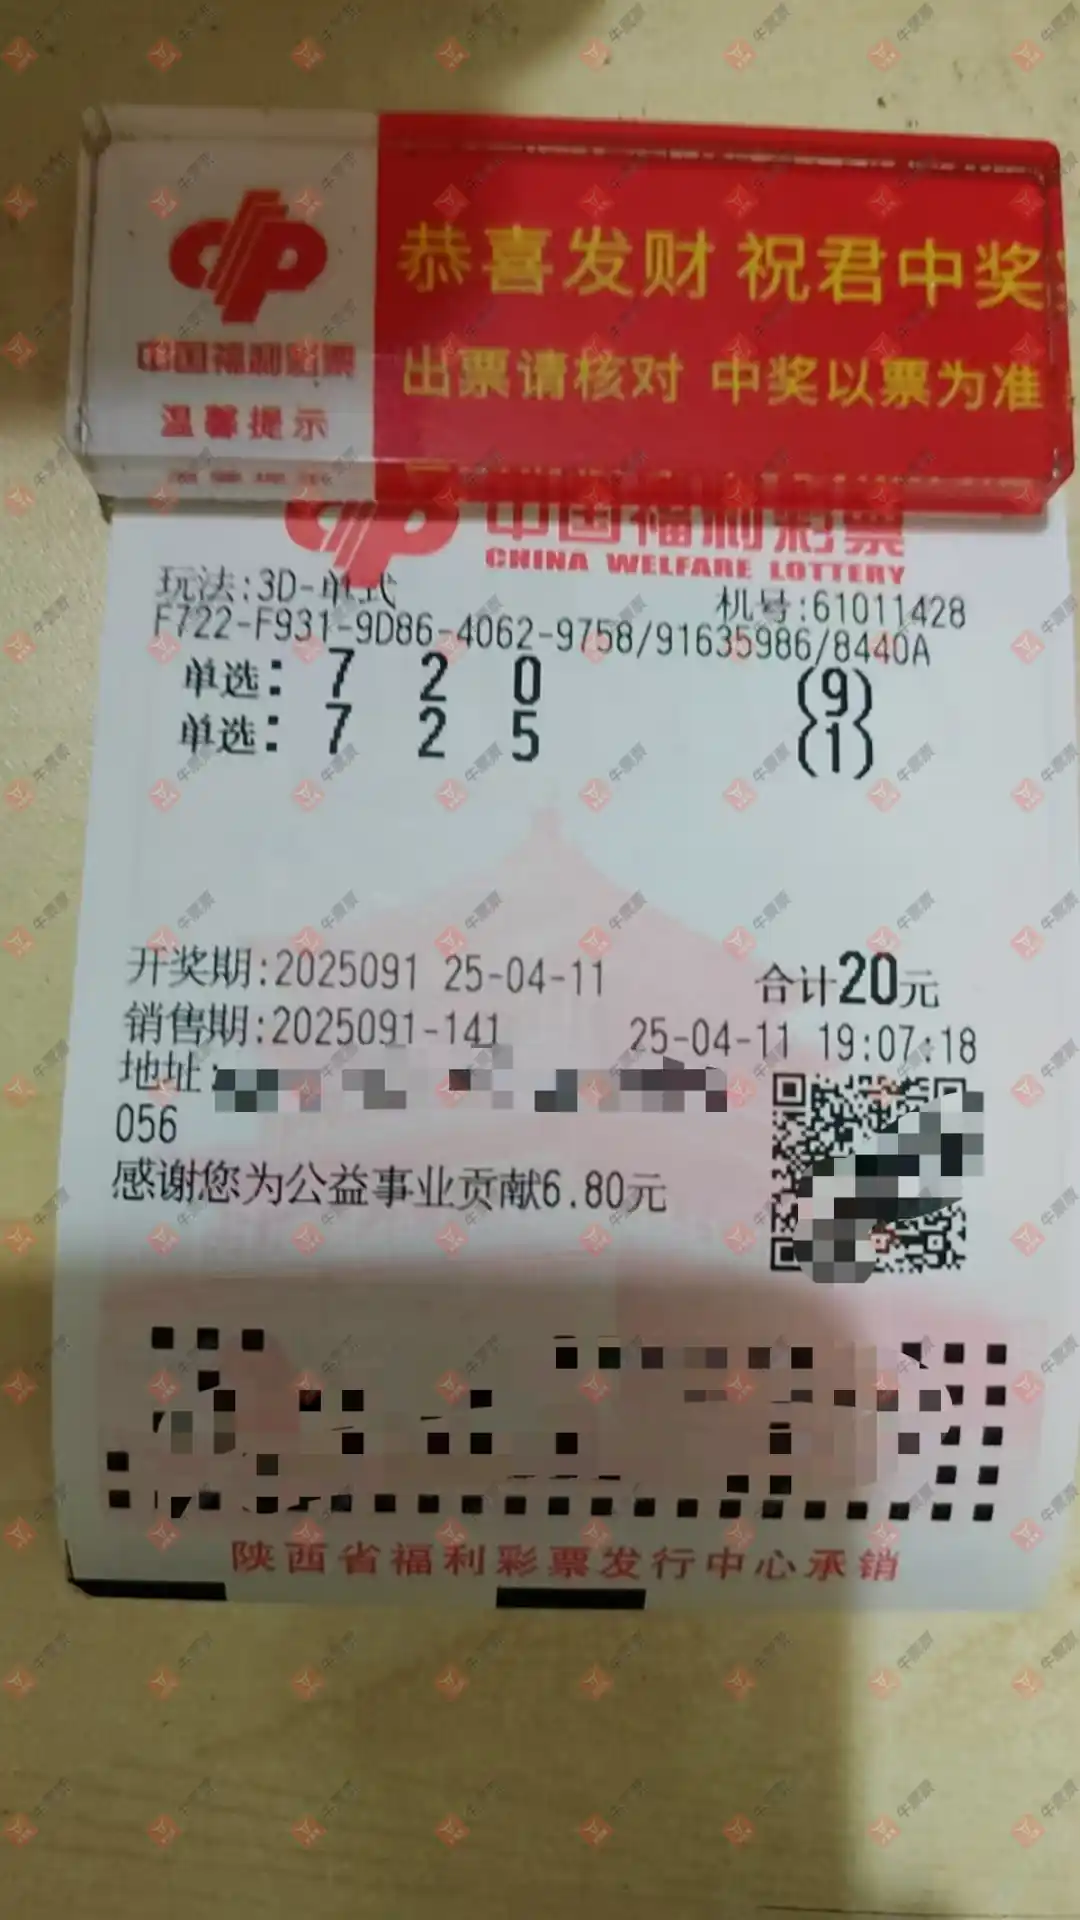 恭喜发财 祝君中奖
中国福利彩票
出票请核对 中奖以票为准
温馨提示
中国福利彩票
CHINA WELFARE LOTTERY
玩法:3D-单式
机号:61011428
F722-F931-9D86-4062-9758/91635986/8440A
单选: 7 2 0 (9)
单选: 7 2 5 (1)
开奖期:2025091 25-04-11 合计20元
销售期:2025091-141 25-04-11 19:07:18
地址:
056
感谢您为公益事业贡献6.80元
陕西省福利彩票发行中心承销
牛票票